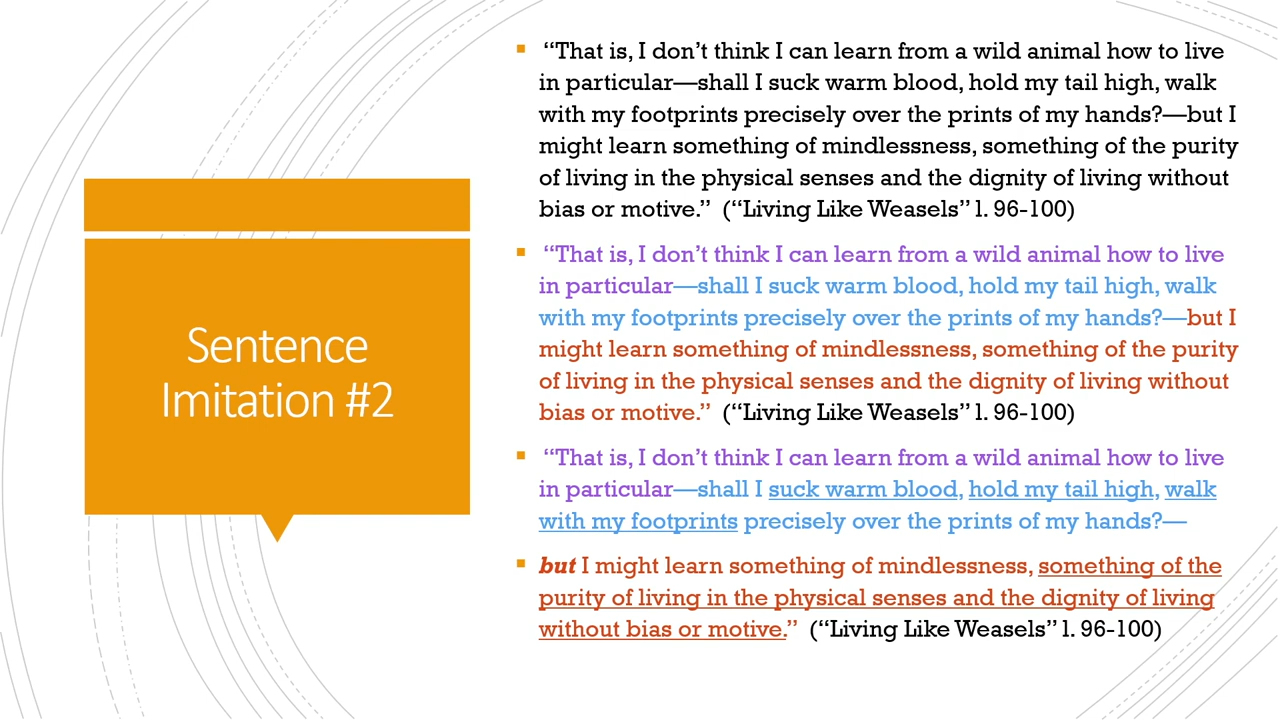 Sentence
Imitation #2
“That is, I don’t think I can learn from a wild animal how to live
in particular—shall I suck warm blood, hold my tail high, walk
with my footprints precisely over the prints of my hands?—but I
might learn something of mindlessness, something of the purity
of living in the physical senses and the dignity of living without
bias or motive.” (“Living Like Weasels” l. 96-100)
“That is, I don’t think I can learn from a wild animal how to live
in particular—shall I suck warm blood, hold my tail high, walk
with my footprints precisely over the prints of my hands?—but I
might learn something of mindlessness, something of the purity
of living in the physical senses and the dignity of living without
bias or motive.” (“Living Like Weasels” l. 96-100)
“That is, I don’t think I can learn from a wild animal how to live
in particular—shall I suck warm blood, hold my tail high, walk
with my footprints precisely over the prints of my hands?—
but I might learn something of mindlessness, something of the
purity of living in the physical senses and the dignity of living
without bias or motive.” (“Living Like Weasels” l. 96-100)